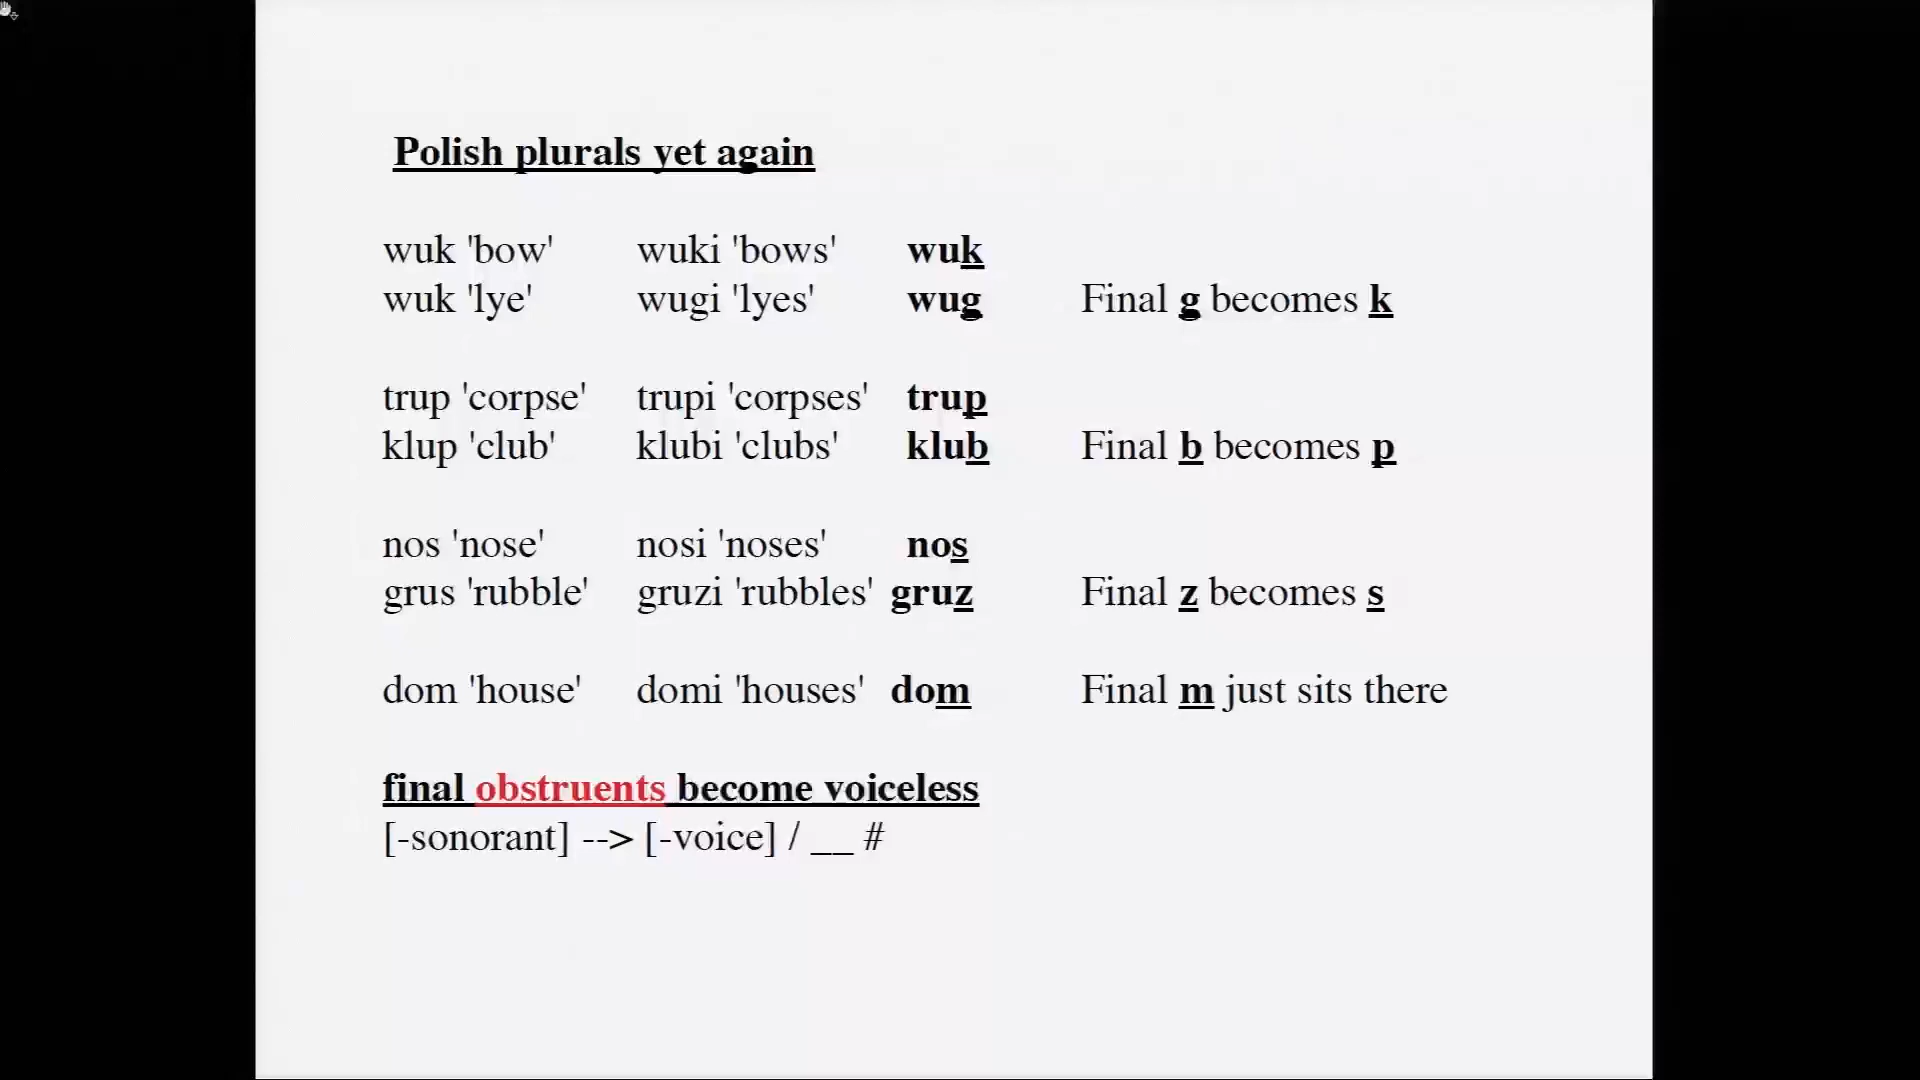 Polish plurals yet again
wuk 'bow' wuki 'bows' wuk
wuk 'lye' wugi 'lyes' wug Final g becomes k
trup 'corpse' trupi 'corpses' trup
klup 'club' klubi 'clubs' klub Final b becomes p
nos 'nose' nosi 'noses' nos
grus 'rubble' gruzi 'rubbles' gruz Final z becomes s
dom 'house' domi 'houses' dom Final m just sits there
final obstruents become voiceless
[-sonorant] --> [-voice] / __ #